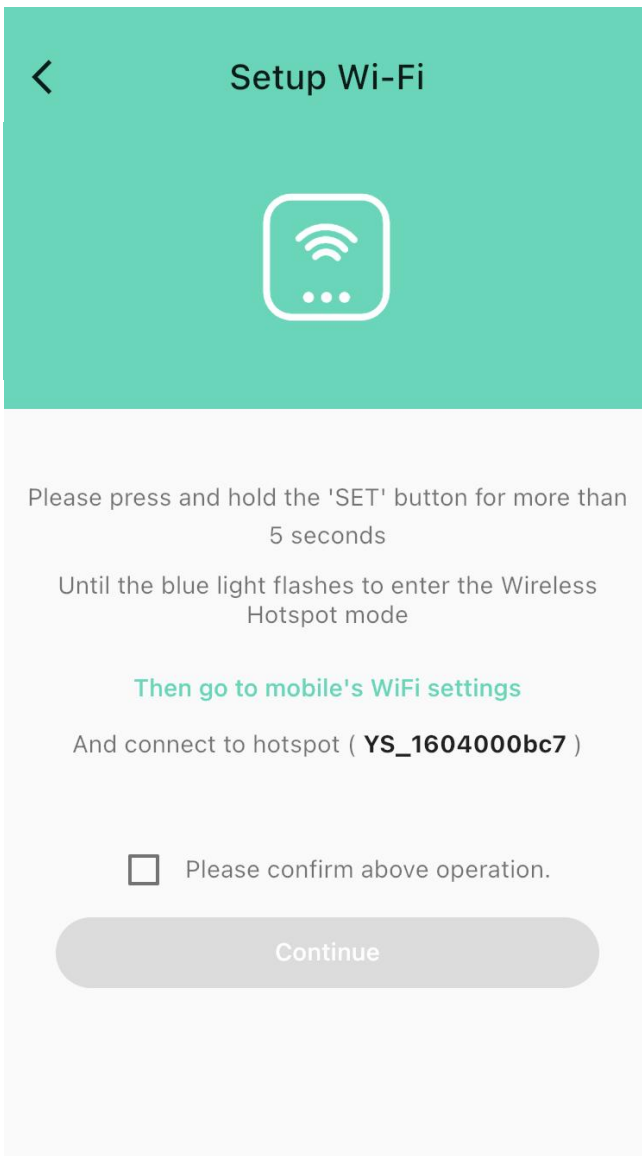 Setup Wi-Fi
Please press and hold the 'SET' button for more than
5 seconds
Until the blue light flashes to enter the Wireless
Hotspot mode
Then go to mobile's WiFi settings
And connect to hotspot ( YS_1604000bc7 )
Please confirm above operation.
Continue